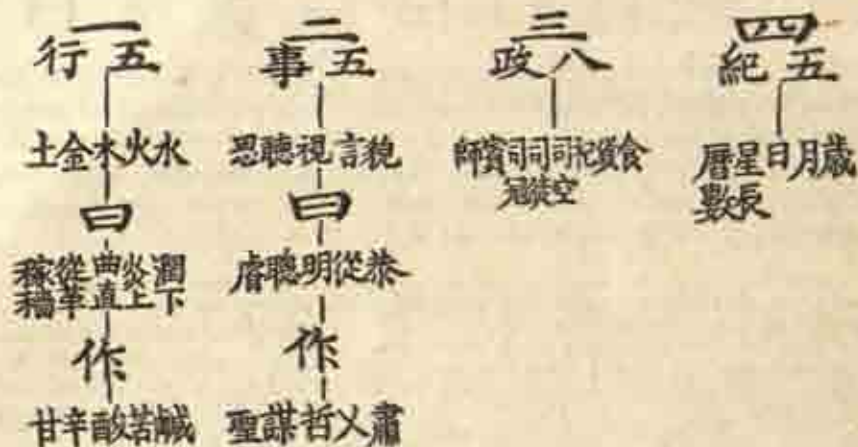 一
五行
水火木金土
曰
潤下炎上曲直從革稼穡
作
鹹苦酸辛甘
二
五事
貌言視聽思
曰
恭從明聰睿
作
肅乂哲謀聖
三
八政
食貨祀司空司徒司冠賓師
四
五紀
歳月日星長曆數